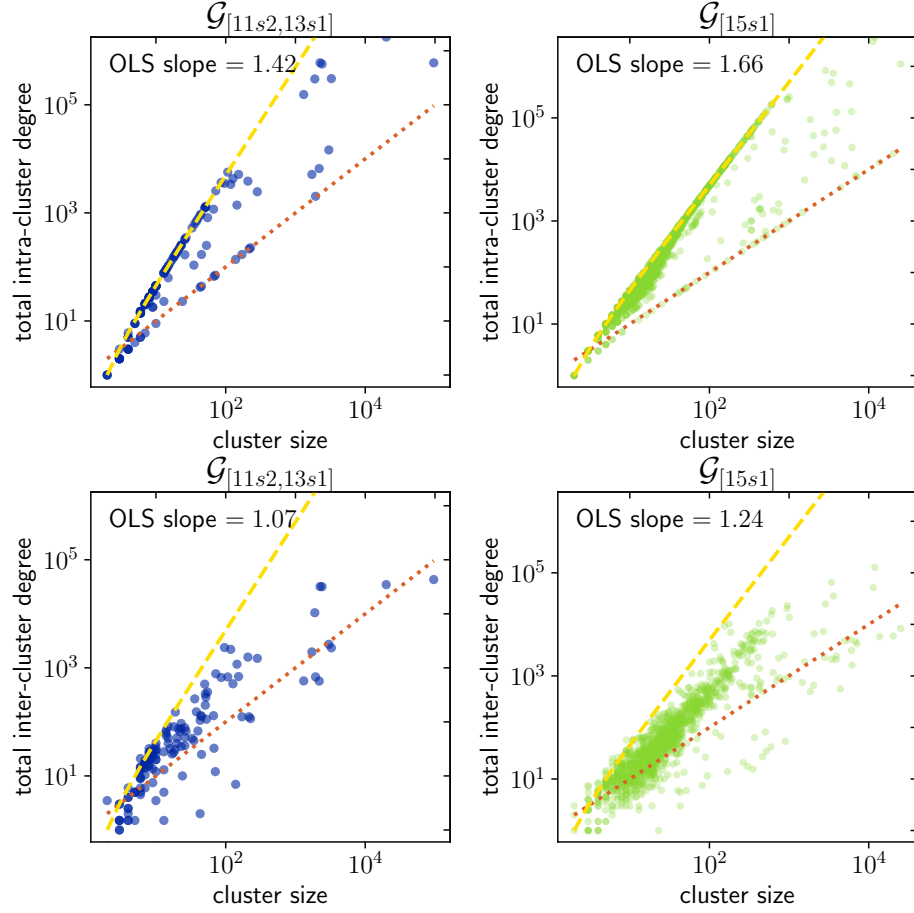 𝒢[11s2,13s1]
OLS slope = 1.42
10^5
10^3
10^1
10^2
10^4
total intra-cluster degree
cluster size
𝒢[15s1]
OLS slope = 1.66
10^5
10^3
10^1
10^2
10^4
total intra-cluster degree
cluster size
𝒢[11s2,13s1]
OLS slope = 1.07
10^5
10^3
10^1
10^2
10^4
total inter-cluster degree
cluster size
𝒢[15s1]
OLS slope = 1.24
10^5
10^3
10^1
10^2
10^4
total inter-cluster degree
cluster size